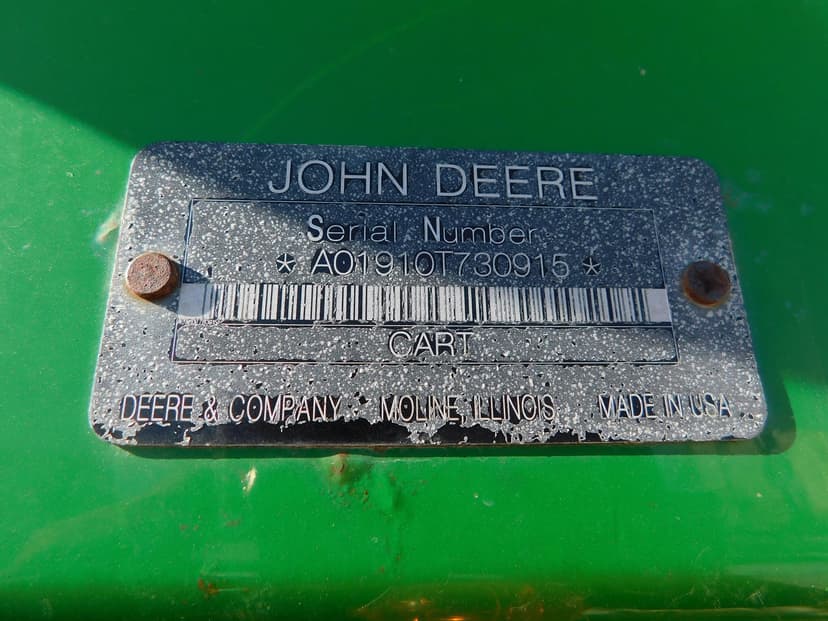 JOHN DEERE
Serial Number
* A01910T730915 *
CART
DEERE & COMPANY MOLINE, ILLINOIS MADE IN USA